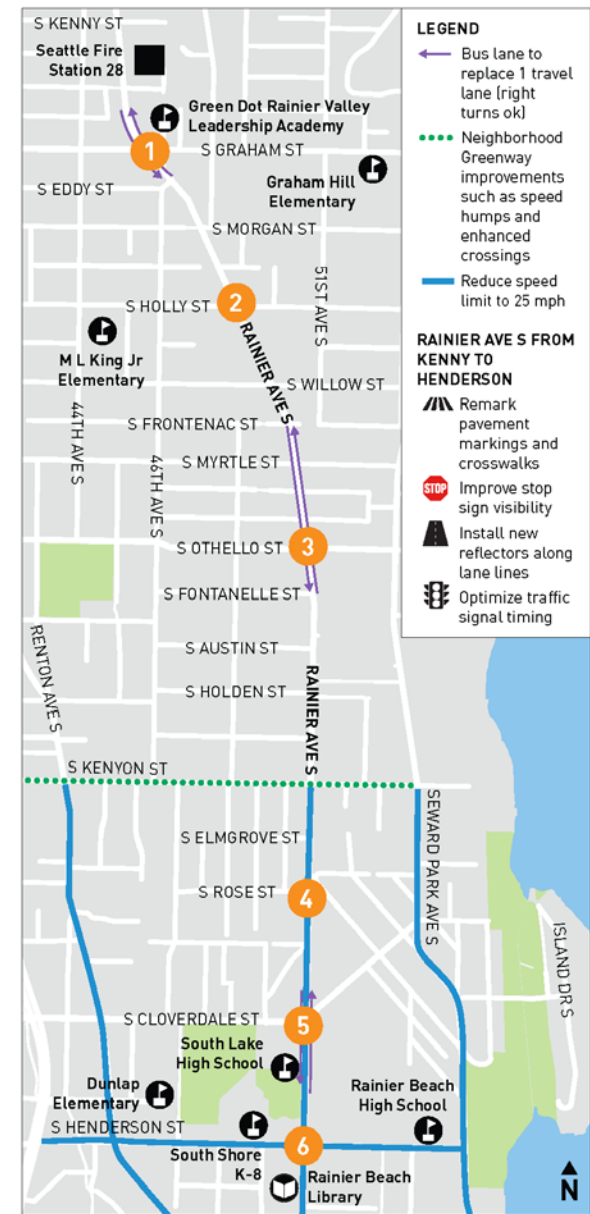 S KENNY ST
Seattle Fire
Station 28
Green Dot Rainier Valley
Leadership Academy
1
S GRAHAM ST
Graham Hill
Elementary
S EDDY ST
S MORGAN ST
51ST AVE S
2
S HOLLY ST
RAINIER AVE S
M L King Jr
Elementary
S WILLOW ST
44TH AVE S
S FRONTENAC ST
46TH AVE S
S MYRTLE ST
3
S OTHELLO ST
S FONTANELLE ST
RENTON AVE S
S AUSTIN ST
RAINIER AVE S
S HOLDEN ST
S KENYON ST
SEWARD PARK AVE S
S ELMGROVE ST
S ROSE ST
4
ISLAND DR S
S CLOVERDALE ST
5
South Lake
High School
Dunlap
Elementary
Rainier Beach
High School
S HENDERSON ST
6
South Shore
K-8
Rainier Beach
Library
N
LEGEND
Bus lane to
replace 1 travel
lane (right
turns ok)
Neighborhood
Greenway
improvements
such as speed
humps and
enhanced
crossings
Reduce speed
limit to 25 mph
RAINIER AVE S FROM
KENNY TO
HENDERSON
Remark
pavement
markings and
crosswalks
STOP
Improve stop
sign visibility
Install new
reflectors along
lane lines
Optimize traffic
signal timing